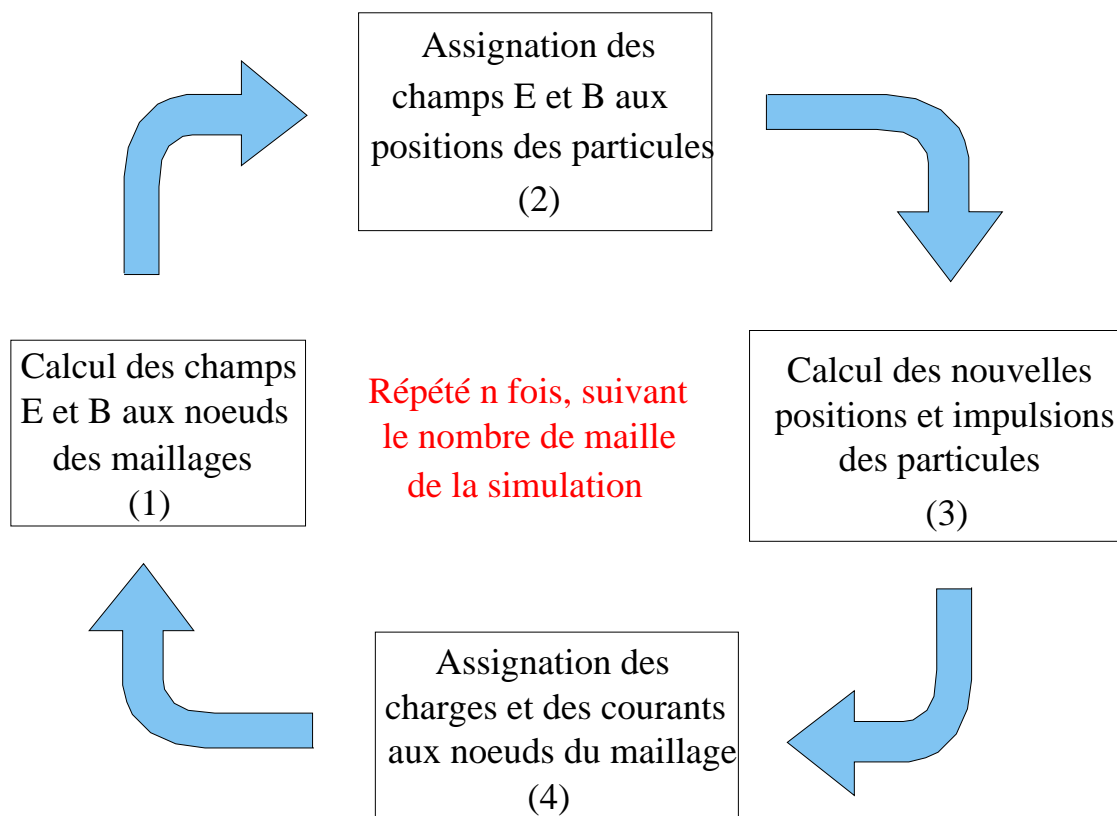 Assignation des
champs E et B aux
positions des particules
(2)
Calcul des champs
E et B aux noeuds
des maillages
(1)
Répété n fois, suivant
le nombre de maille
de la simulation
Calcul des nouvelles
positions et impulsions
des particules
(3)
Assignation des
charges et des courants
aux noeuds du maillage
(4)